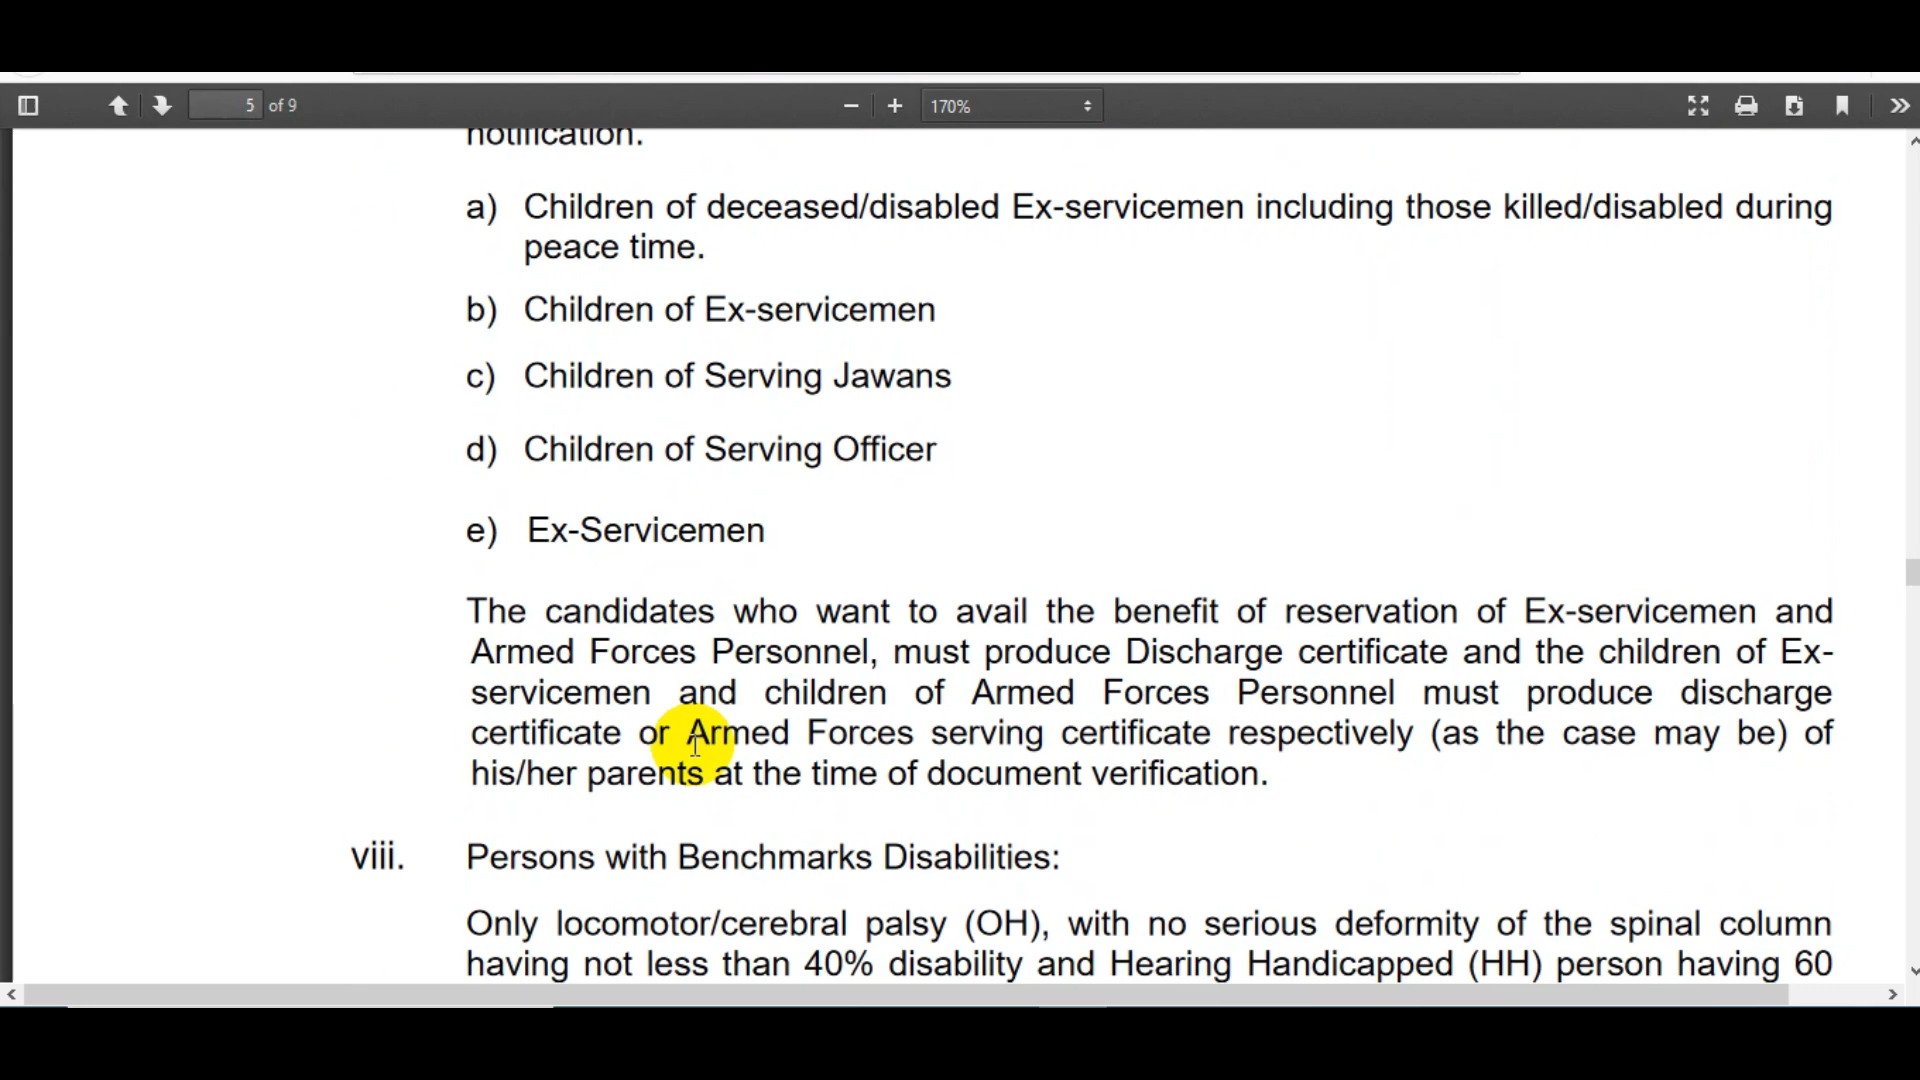 5 of 9
170%
notification.
a) Children of deceased/disabled Ex-servicemen including those killed/disabled during
peace time.
b) Children of Ex-servicemen
c) Children of Serving Jawans
d) Children of Serving Officer
e) Ex-Servicemen
The candidates who want to avail the benefit of reservation of Ex-servicemen and
Armed Forces Personnel, must produce Discharge certificate and the children of Ex-
servicemen and children of Armed Forces Personnel must produce discharge
certificate or Armed Forces serving certificate respectively (as the case may be) of
his/her parents at the time of document verification.
viii. Persons with Benchmarks Disabilities:
Only locomotor/cerebral palsy (OH), with no serious deformity of the spinal column
having not less than 40% disability and Hearing Handicapped (HH) person having 60